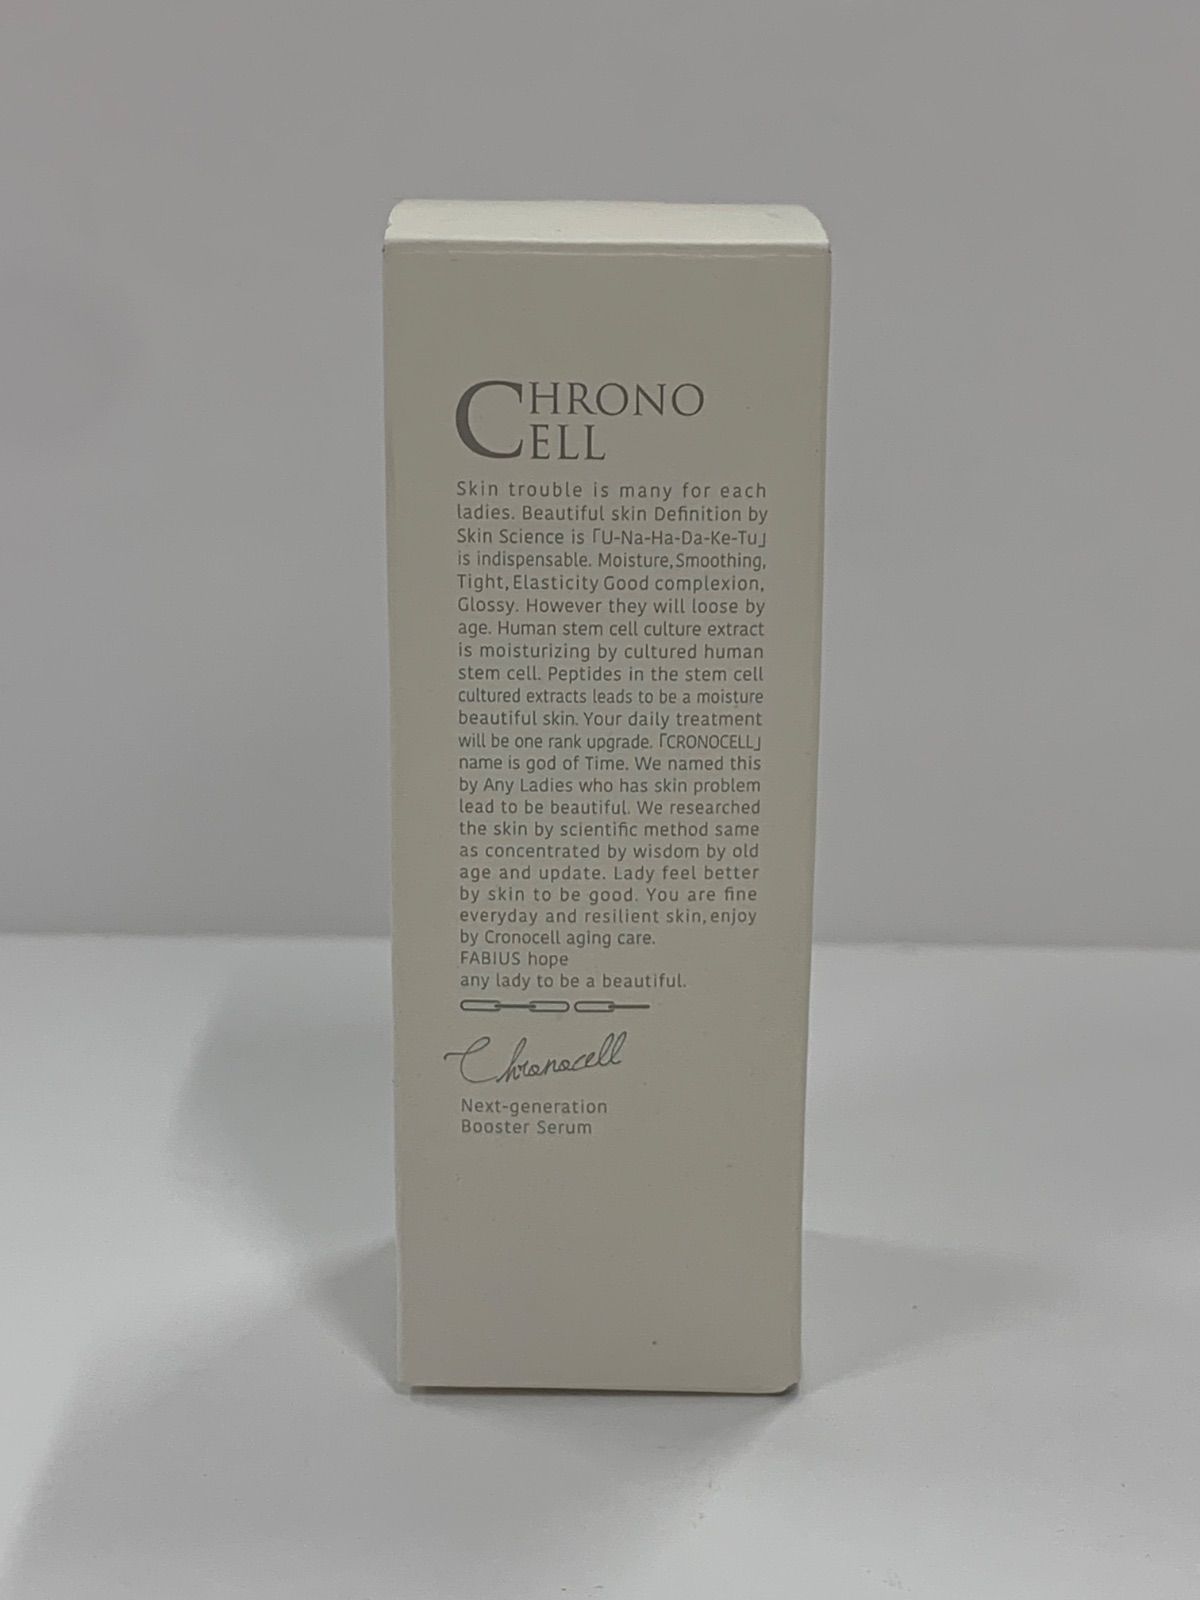 CHRONO
CELL
Skin trouble is many for each
ladies. Beautiful skin Definition by
Skin Science is「U-Na-Ha-Da-Ke-Tu」
is indispensable. Moisture, Smoothing,
Tight, Elasticity Good complexion,
Glossy. However they will loose by
age. Human stem cell culture extract
is moisturizing by cultured human
stem cell. Peptides in the stem cell
cultured extracts leads to be a moisture
beautiful skin. Your daily treatment
will be one rank upgrade.「CRONOCELL」
name is god of Time. We named this
by Any Ladies who has skin problem
lead to be beautiful. We researched
the skin by scientific method same
as concentrated by wisdom by old
age and update. Lady feel better
by skin to be good. You are fine
everyday and resilient skin, enjoy
by Cronocell aging care.
FABIUS hope
any lady to be a beautiful.
Chronocell
Next-generation
Booster Serum